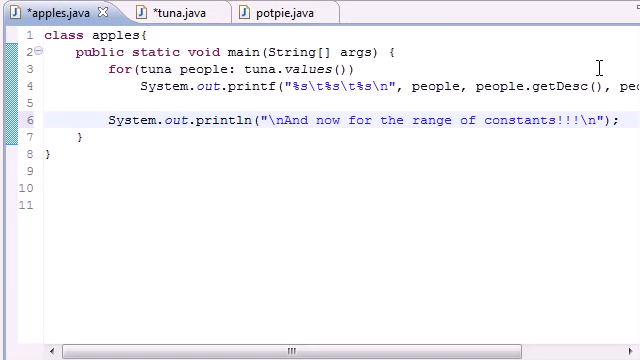 *apples.java *tuna.java potpie.java
1 class apples{
2 public static void main(String[] args) {
3 for(tuna people: tuna.values())
4 System.out.printf("%s\t%s\t%s\n", people, people.getDesc(),
5
6 System.out.println("\nAnd now for the range of constants!!!\n");
7 }
8 }
9
10
11